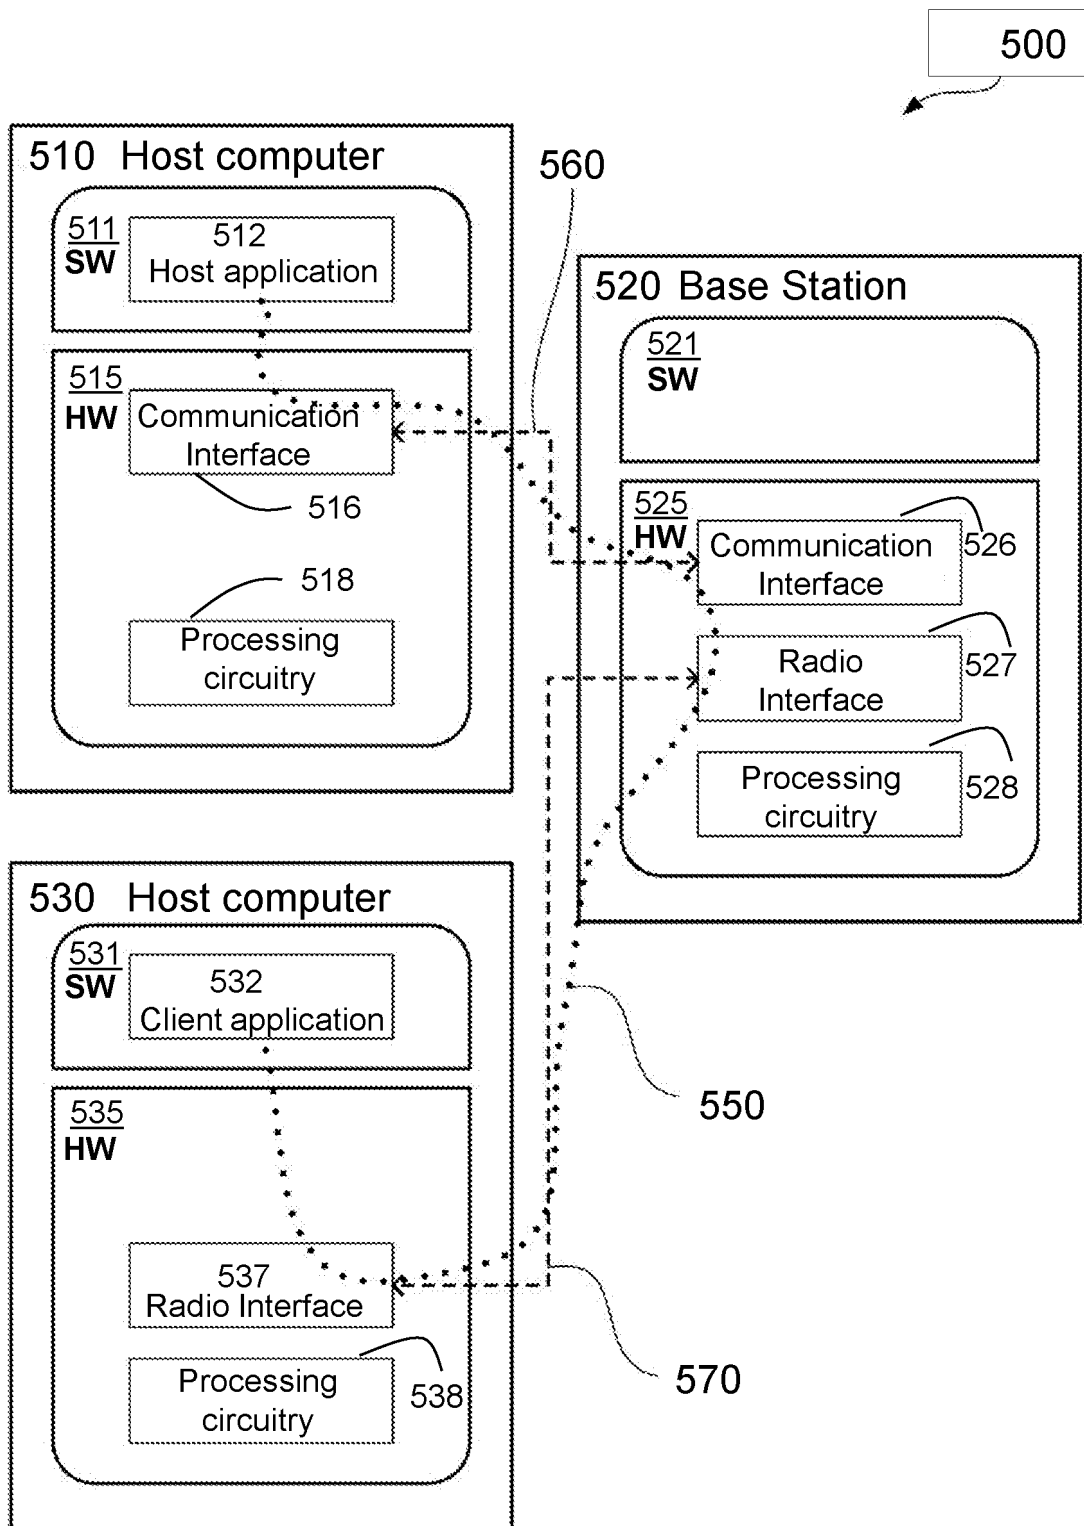 500
510 Host computer
511
SW
512
Host application
515
HW
Communication
Interface
516
518
Processing
circuitry
560
520 Base Station
521
SW
525
HW
Communication
Interface
526
Radio
Interface
527
Processing
circuitry
528
530 Host computer
531
SW
532
Client application
535
HW
537
Radio Interface
Processing
circuitry
538
550
570